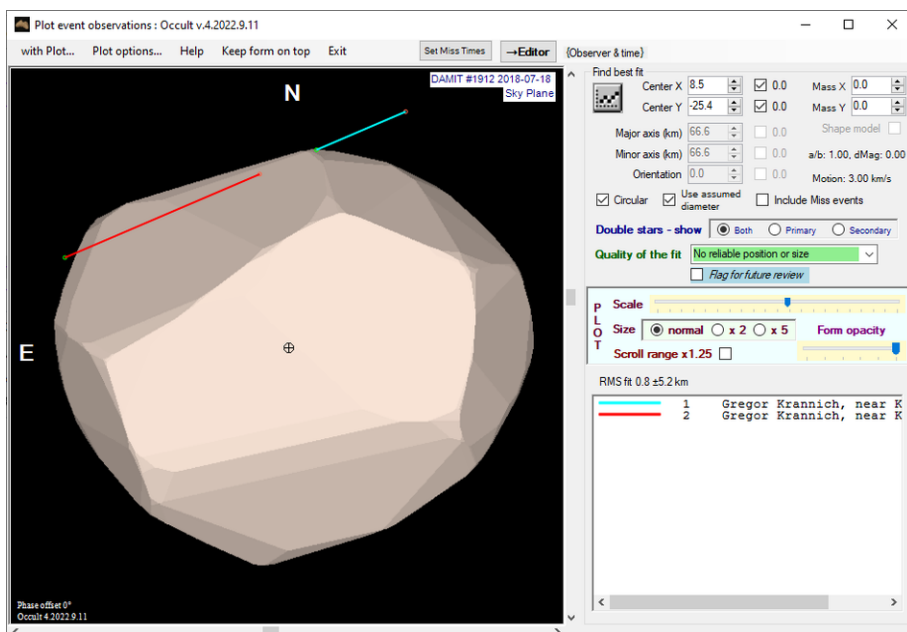 Plot event observations : Occult v.4.2022.9.11
with Plot... Plot options... Help Keep form on top Exit Set Miss Times →Editor {Observer & time}
DAMIT #1912 2018-07-18
Sky Plane
N
E
Phase offset 0°
Occult 4.2022.9.11
Find best fit
Center X 8.5 0.0 Mass X 0.0
Center Y -25.4 0.0 Mass Y 0.0
Major axis (km) 66.6 0.0 Shape model
Minor axis (km) 66.6 0.0 a/b: 1.00, dMag: 0.00
Orientation 0.0 0.0 Motion: 3.00 km/s
Circular Use assumed diameter Include Miss events
Double stars - show Both Primary Secondary
Quality of the fit No reliable position or size
Flag for future review
PLOT
Scale
Size normal x 2 x 5 Form opacity
Scroll range x1.25
RMS fit 0.8 ±5.2 km
1 Gregor Krannich, near K
2 Gregor Krannich, near K